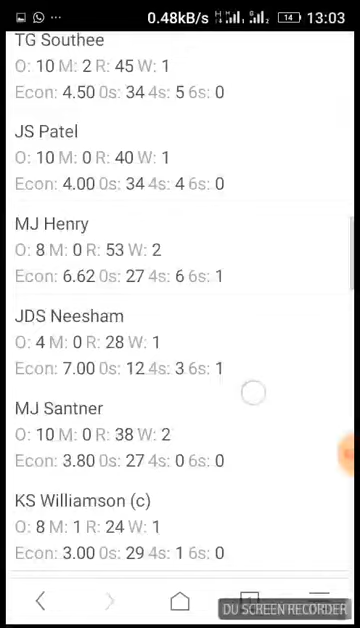 0.48kB/s 14 13:03
TG Southee
O: 10 M: 2 R: 45 W: 1
Econ: 4.50 0s: 34 4s: 5 6s: 0
JS Patel
O: 10 M: 0 R: 40 W: 1
Econ: 4.00 0s: 34 4s: 4 6s: 0
MJ Henry
O: 8 M: 0 R: 53 W: 2
Econ: 6.62 0s: 27 4s: 6 6s: 1
JDS Neesham
O: 4 M: 0 R: 28 W: 1
Econ: 7.00 0s: 12 4s: 3 6s: 1
MJ Santner
O: 10 M: 0 R: 38 W: 2
Econ: 3.80 0s: 27 4s: 0 6s: 0
KS Williamson (c)
O: 8 M: 1 R: 24 W: 1
Econ: 3.00 0s: 29 4s: 1 6s: 0
DU SCREEN RECORDER